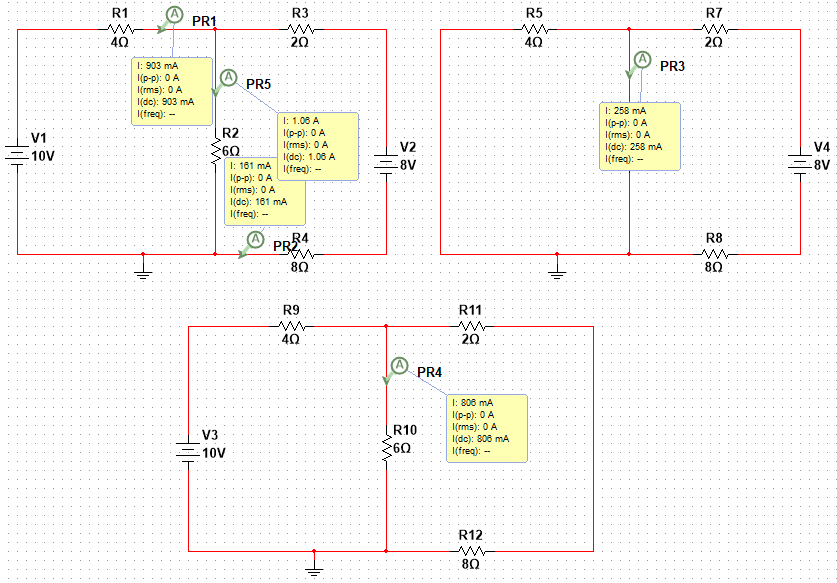 R1
4Ω
PR1
I: 903 mA
I(p-p): 0 A
I(rms): 0 A
I(dc): 903 mA
I(freq): --
R3
2Ω
PR5
I: 1.06 A
I(p-p): 0 A
I(rms): 0 A
I(dc): 1.06 A
I(freq): --
V1
10V
R2
6Ω
I: 161 mA
I(p-p): 0 A
I(rms): 0 A
I(dc): 161 mA
I(freq): --
V2
8V
PR2
R4
8Ω
R5
4Ω
R7
2Ω
PR3
I: 258 mA
I(p-p): 0 A
I(rms): 0 A
I(dc): 258 mA
I(freq): --
V4
8V
R8
8Ω
R9
4Ω
R11
2Ω
PR4
I: 806 mA
I(p-p): 0 A
I(rms): 0 A
I(dc): 806 mA
I(freq): --
V3
10V
R10
6Ω
R12
8Ω
A
A
A
A
A